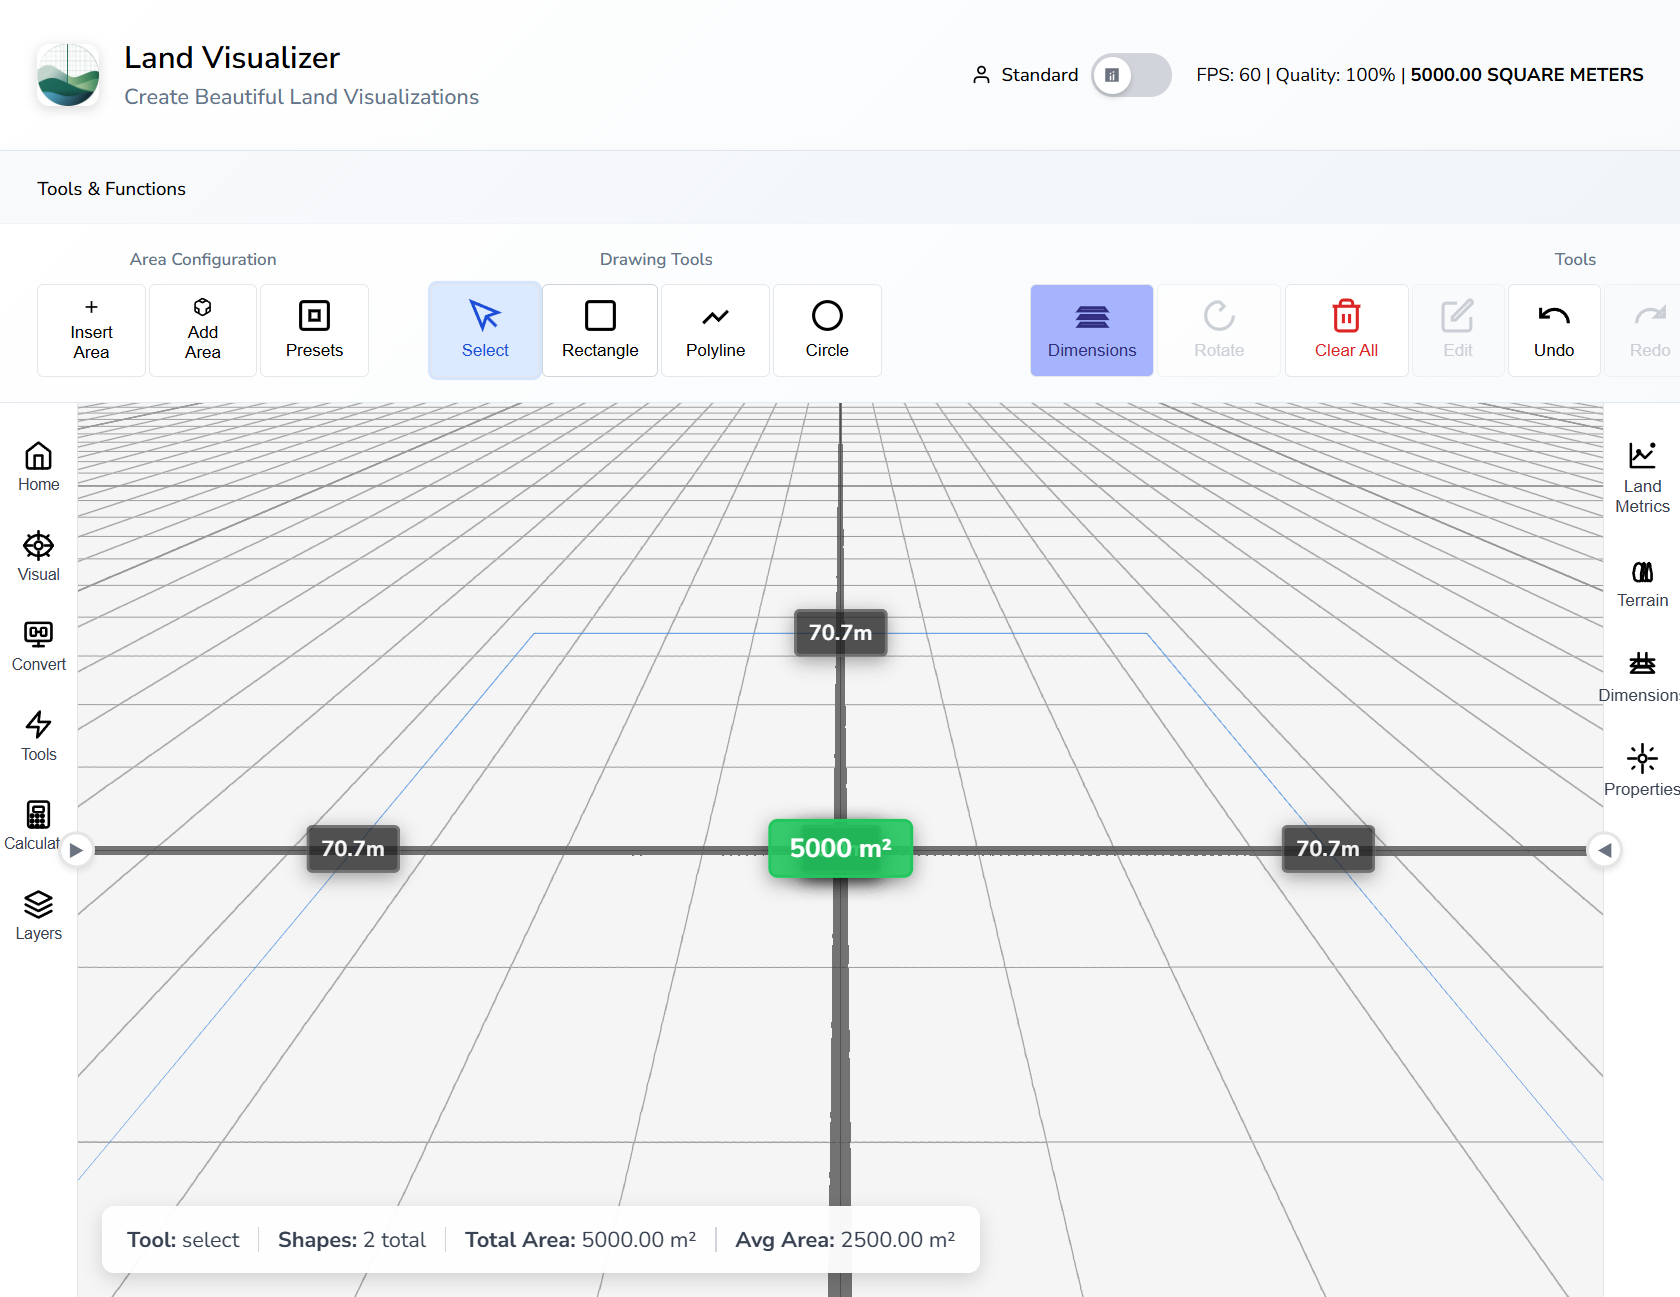 Land Visualizer
Create Beautiful Land Visualizations
Standard
FPS: 60 | Quality: 100% | 5000.00 SQUARE METERS
Tools & Functions
Area Configuration
Drawing Tools
Tools
Insert
Area
Add
Area
Presets
Select
Rectangle
Polyline
Circle
Dimensions
Rotate
Clear All
Edit
Undo
Redo
Home
Visual
Convert
Tools
Calculat
Layers
Land
Metrics
Terrain
Dimensions
Properties
70.7m
70.7m
5000 m²
70.7m
Tool: select
Shapes: 2 total
Total Area: 5000.00 m²
Avg Area: 2500.00 m²